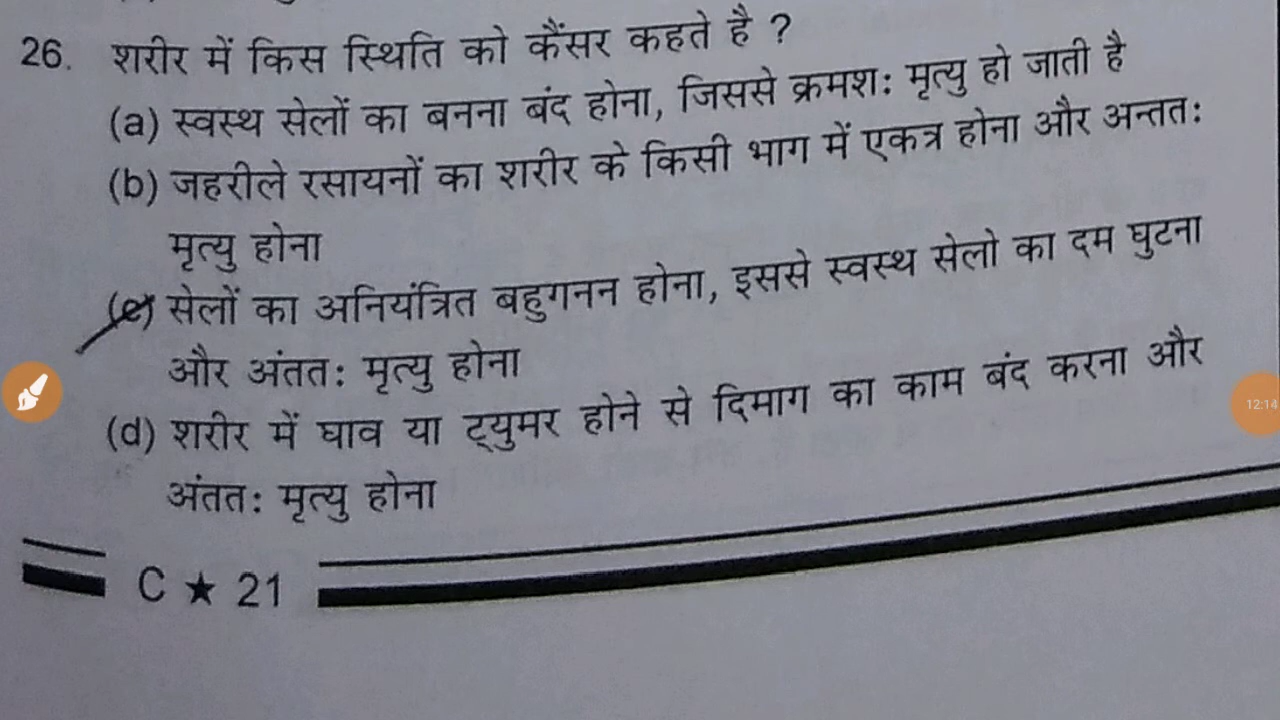 26. शरीर में किस स्थिति को कैंसर कहते है ?
(a) स्वस्थ सेलों का बनना बंद होना, जिससे क्रमश: मृत्यु हो जाती है
(b) जहरीले रसायनों का शरीर के किसी भाग में एकत्र होना और अन्तत:
मृत्यु होना
(c) सेलों का अनियंत्रित बहुगनन होना, इससे स्वस्थ सेलो का दम घुटना
और अंतत: मृत्यु होना
(d) शरीर में घाव या ट्युमर होने से दिमाग का काम बंद करना और
अंतत: मृत्यु होना
C ★ 21
12:14